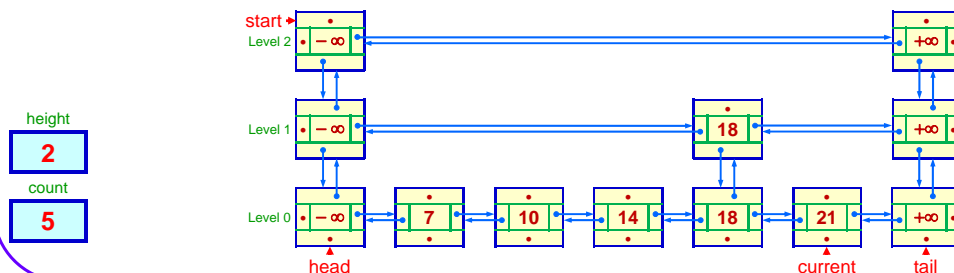 start
Level 2
− ∞
+∞
height
2
Level 1
− ∞
18
+∞
count
5
Level 0
− ∞
7
10
14
18
21
+∞
head
current
tail